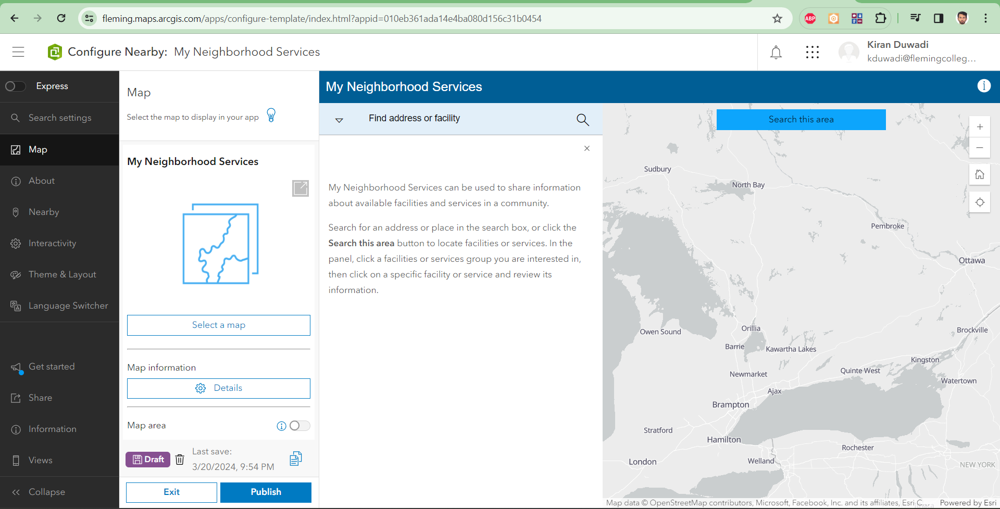 fleming.maps.arcgis.com/apps/configure-template/index.html?appid=010eb361ada14e4ba080d156c31b0454
ABP
Configure Nearby: My Neighborhood Services
Kiran Duwadi
kduwadi@flemingcolleg...
Express
Search settings
Map
About
Nearby
Interactivity
Theme & Layout
Language Switcher
Get started
Share
Information
Views
Collapse
Map
Select the map to display in your app
My Neighborhood Services
Select a map
Map information
Details
Map area
Draft
Last save:
3/20/2024, 9:54 PM
Exit
Publish
My Neighborhood Services
Find address or facility
My Neighborhood Services can be used to share information
about available facilities and services in a community.
Search for an address or place in the search box, or click the
Search this area button to locate facilities or services. In the
panel, click a facilities or services group you are interested in,
then click on a specific facility or service and review its
information.
Search this area
Sudbury
North Bay
Pembroke
Ottawa
Owen Sound
Orillia
Brockville
Barrie
Kawartha Lakes
Kingston
Newmarket
Quinte West
Watertown
Ajax
Brampton
Stratford
Hamilton
Rochester
London
Welland
NEW YORK
Map data © OpenStreetMap contributors, Microsoft, Facebook, Inc. and its affiliates, Esri C...
Powered by Esri